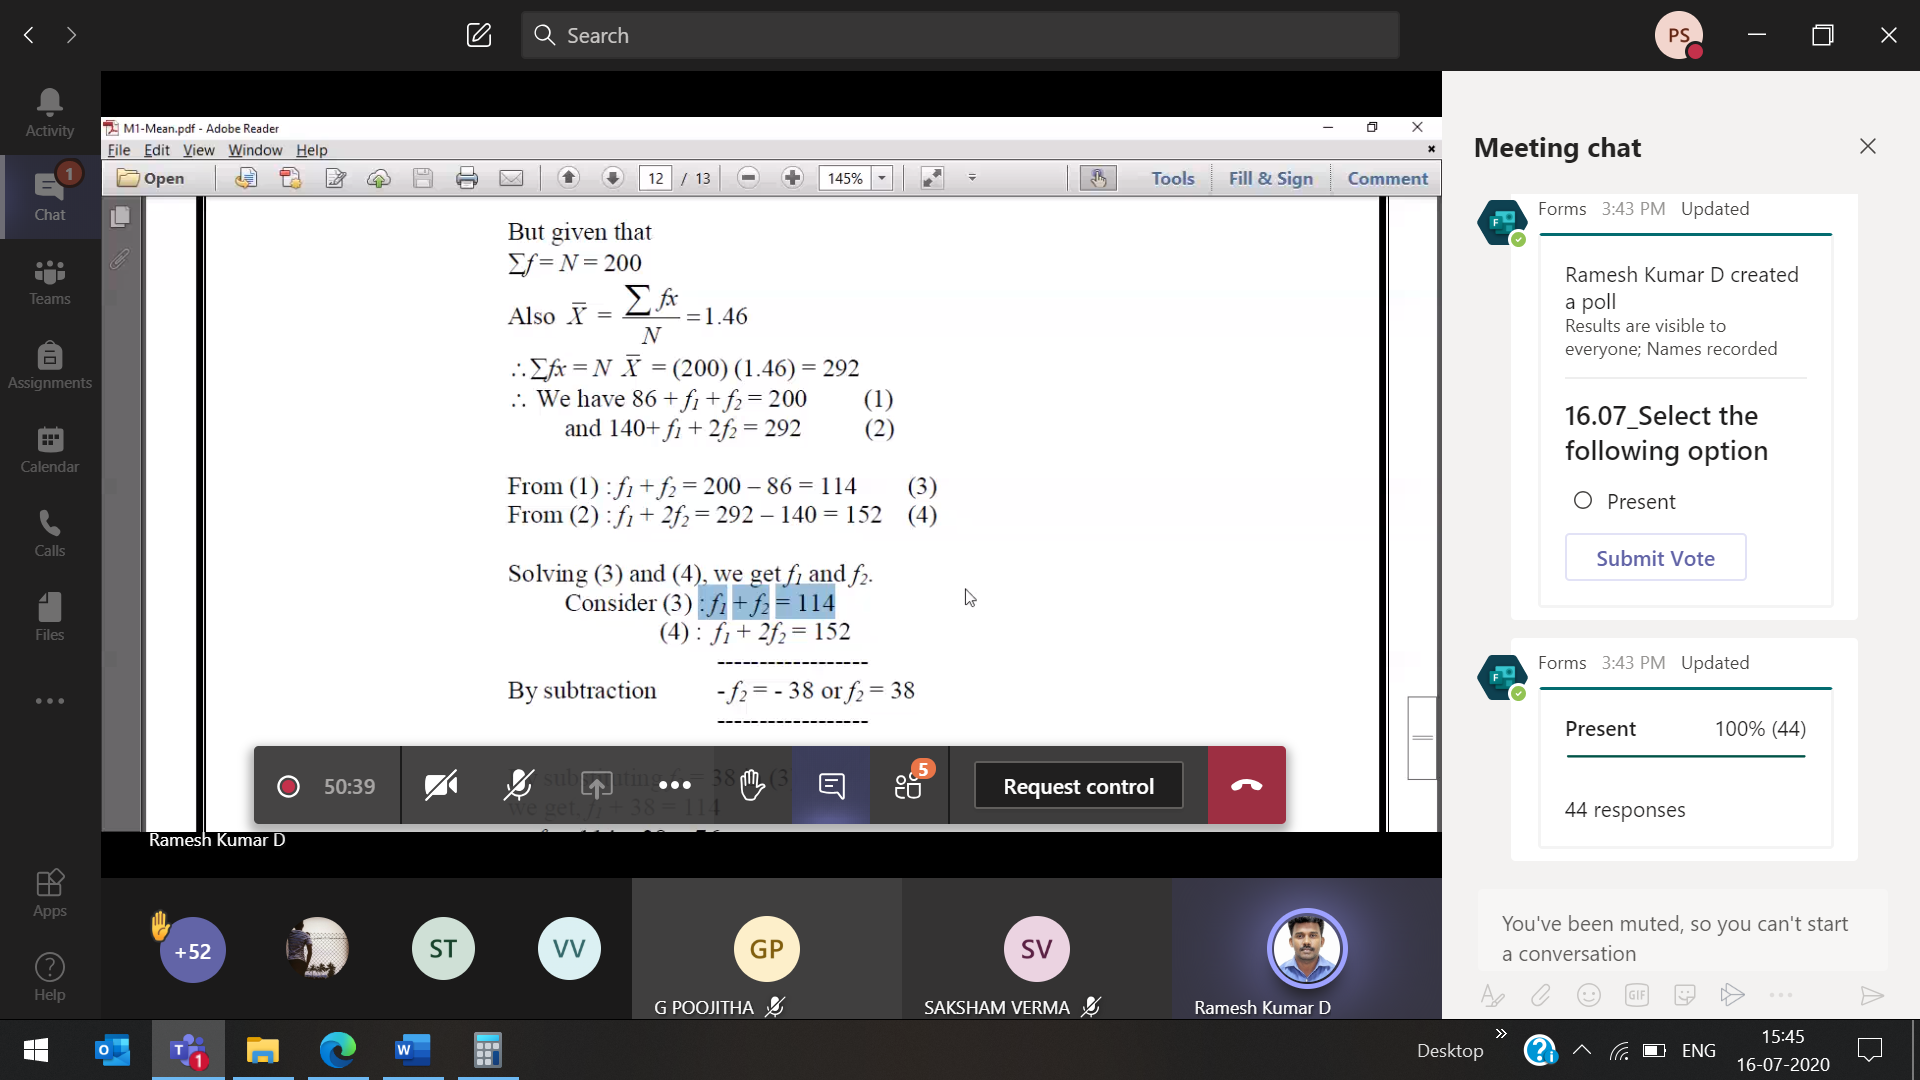 Search
PS
Activity
1
Chat
Teams
Assignments
Calendar
Calls
Files
Apps
Help
M1-Mean.pdf - Adobe Reader
File Edit View Window Help
Open 12 / 13 145% Tools Fill & Sign Comment
But given that
∑f = N = 200
Also X̄ = ∑ fx / N = 1.46
∴ ∑fx = N X̄ = (200) (1.46) = 292
∴ We have 86 + f₁ + f₂ = 200 (1)
and 140+ f₁ + 2f₂ = 292 (2)
From (1) : f₁ + f₂ = 200 – 86 = 114 (3)
From (2) : f₁ + 2f₂ = 292 – 140 = 152 (4)
Solving (3) and (4), we get f₁ and f₂.
Consider (3) : f₁ + f₂ = 114
(4) : f₁ + 2f₂ = 152
------------------
By subtraction - f₂ = - 38 or f₂ = 38
------------------
we get, f₁ + 38 = 114
50:39
5
Request control
Ramesh Kumar D
+52
ST
VV
GP
G POOJITHA
SV
SAKSHAM VERMA
Ramesh Kumar D
Meeting chat
Forms 3:43 PM Updated
Ramesh Kumar D created
a poll
Results are visible to
everyone; Names recorded
16.07_Select the
following option
Present
Submit Vote
Forms 3:43 PM Updated
Present 100% (44)
44 responses
You've been muted, so you can't start
a conversation
GIF
Desktop
ENG
15:45
16-07-2020